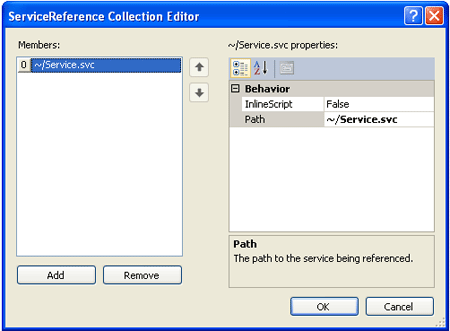 ServiceReference Collection Editor
Members:
0 ~/Service.svc
Add
Remove
~/Service.svc properties:
Behavior
InlineScript False
Path ~/Service.svc
Path
The path to the service being referenced.
OK
Cancel